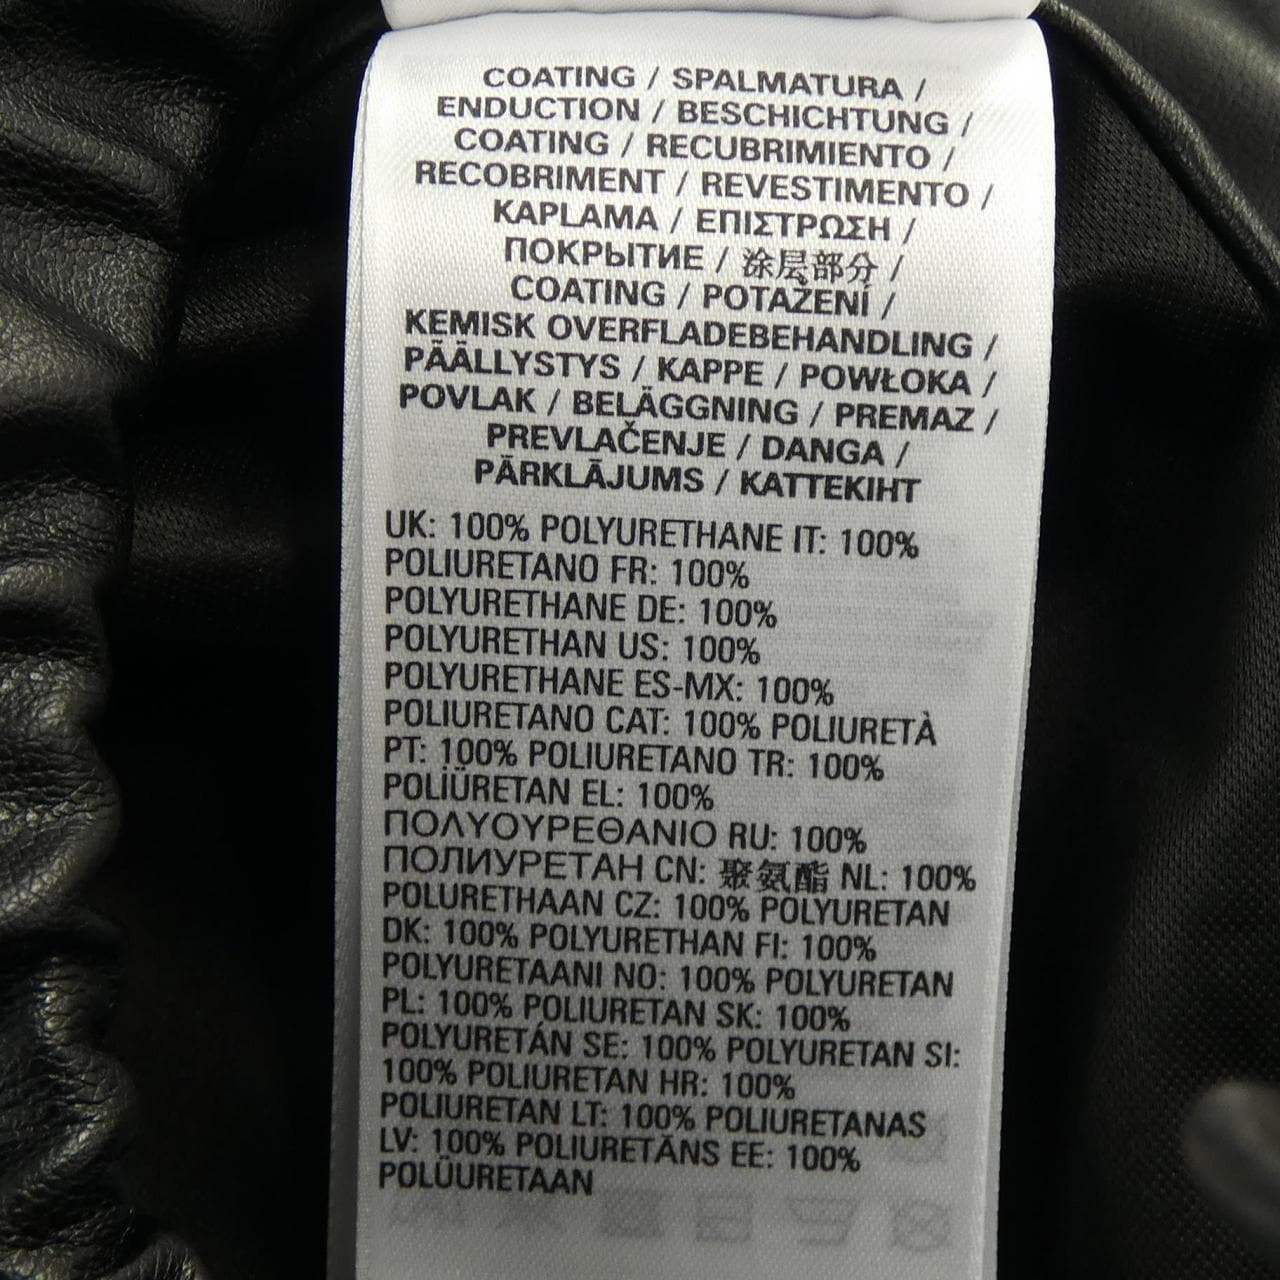 COATING / SPALMATURA /
ENDUCTION / BESCHICHTUNG /
COATING / RECUBRIMIENTO /
RECOBRIMENT / REVESTIMENTO /
KAPLAMA / ΕΠΙΣΤΡΩΣΗ /
ПОКРЫТИЕ / 涂层部分 /
COATING / POTAŽENÍ /
KEMISK OVERFLADEBEHANDLING /
PÄÄLLYSTYS / KAPPE / POWŁOKA /
POVLAK / BELÄGGNING / PREMAZ /
PREVLAČENJE / DANGA /
PĀRKLĀJUMS / KATTEKIHT
UK: 100% POLYURETHANE IT: 100%
POLIURETANO FR: 100%
POLYURETHANE DE: 100%
POLYURETHAN US: 100%
POLYURETHANE ES-MX: 100%
POLIURETANO CAT: 100% POLIURETÀ
PT: 100% POLIURETANO TR: 100%
POLİÜRETAN EL: 100%
ΠΟΛΥΟΥΡΕΘΑΝΙΟ RU: 100%
ПОЛИУРЕТАН CN: 聚氨酯 NL: 100%
POLURETHAAN CZ: 100% POLYURETAN
DK: 100% POLYURETHAN FI: 100%
POLYURETAANI NO: 100% POLYURETAN
PL: 100% POLIURETAN SK: 100%
POLYURETÁN SE: 100% POLYURETAN SI:
100% POLIURETAN HR: 100%
POLIURETAN LT: 100% POLIURETANAS
LV: 100% POLIURETĀNS EE: 100%
POLÜURETAAN